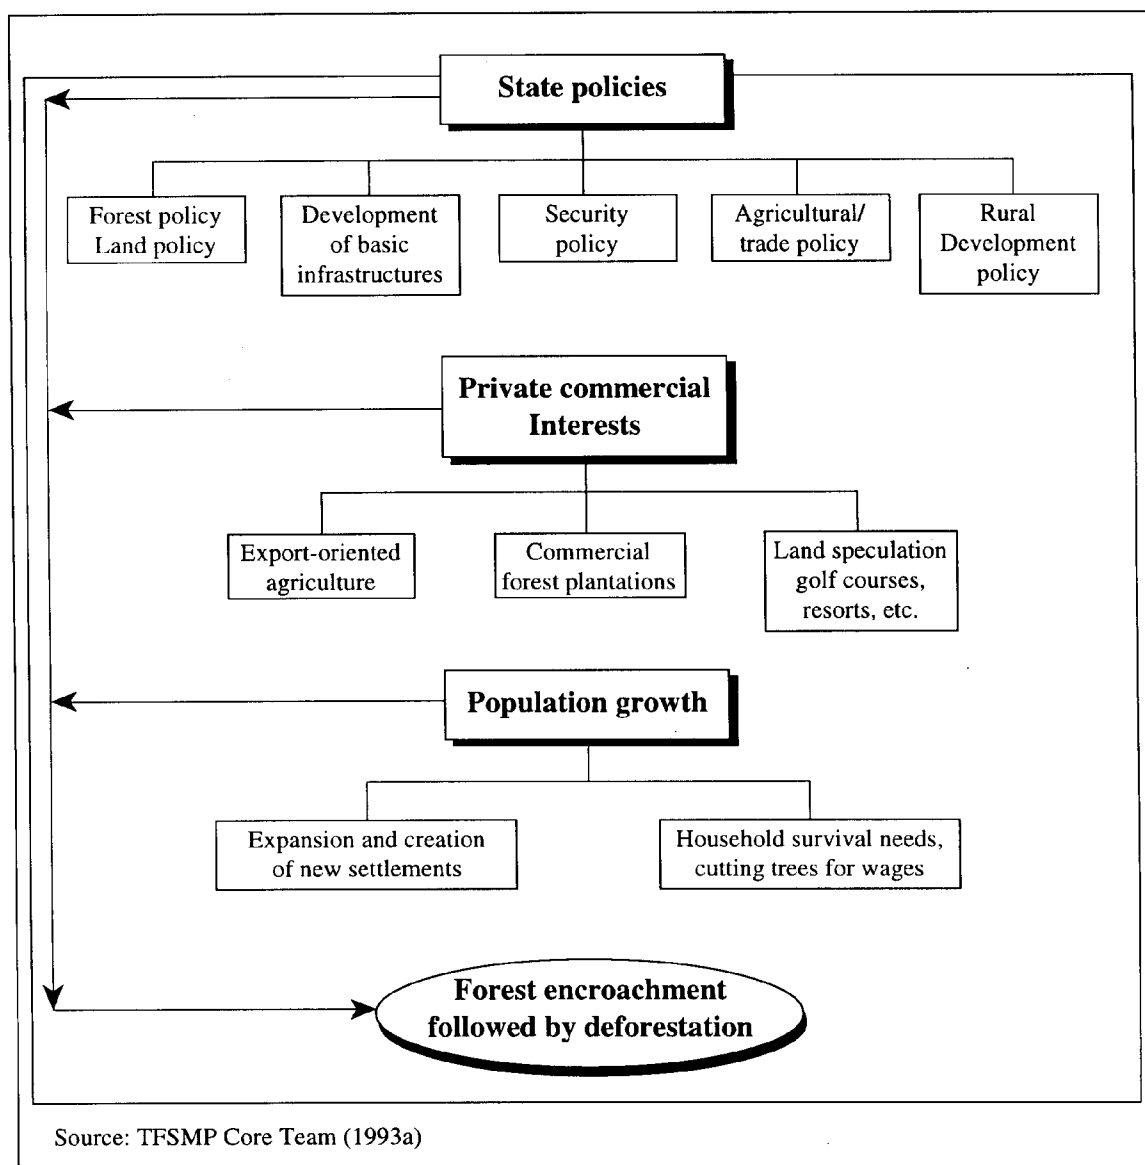 State policies
Forest policy
Land policy
Development
of basic
infrastructures
Security
policy
Agricultural/
trade policy
Rural
Development
policy
Private commercial
Interests
Export-oriented
agriculture
Commercial
forest plantations
Land speculation
golf courses,
resorts, etc.
Population growth
Expansion and creation
of new settlements
Household survival needs,
cutting trees for wages
Forest encroachment
followed by deforestation
Source: TFSMP Core Team (1993a)